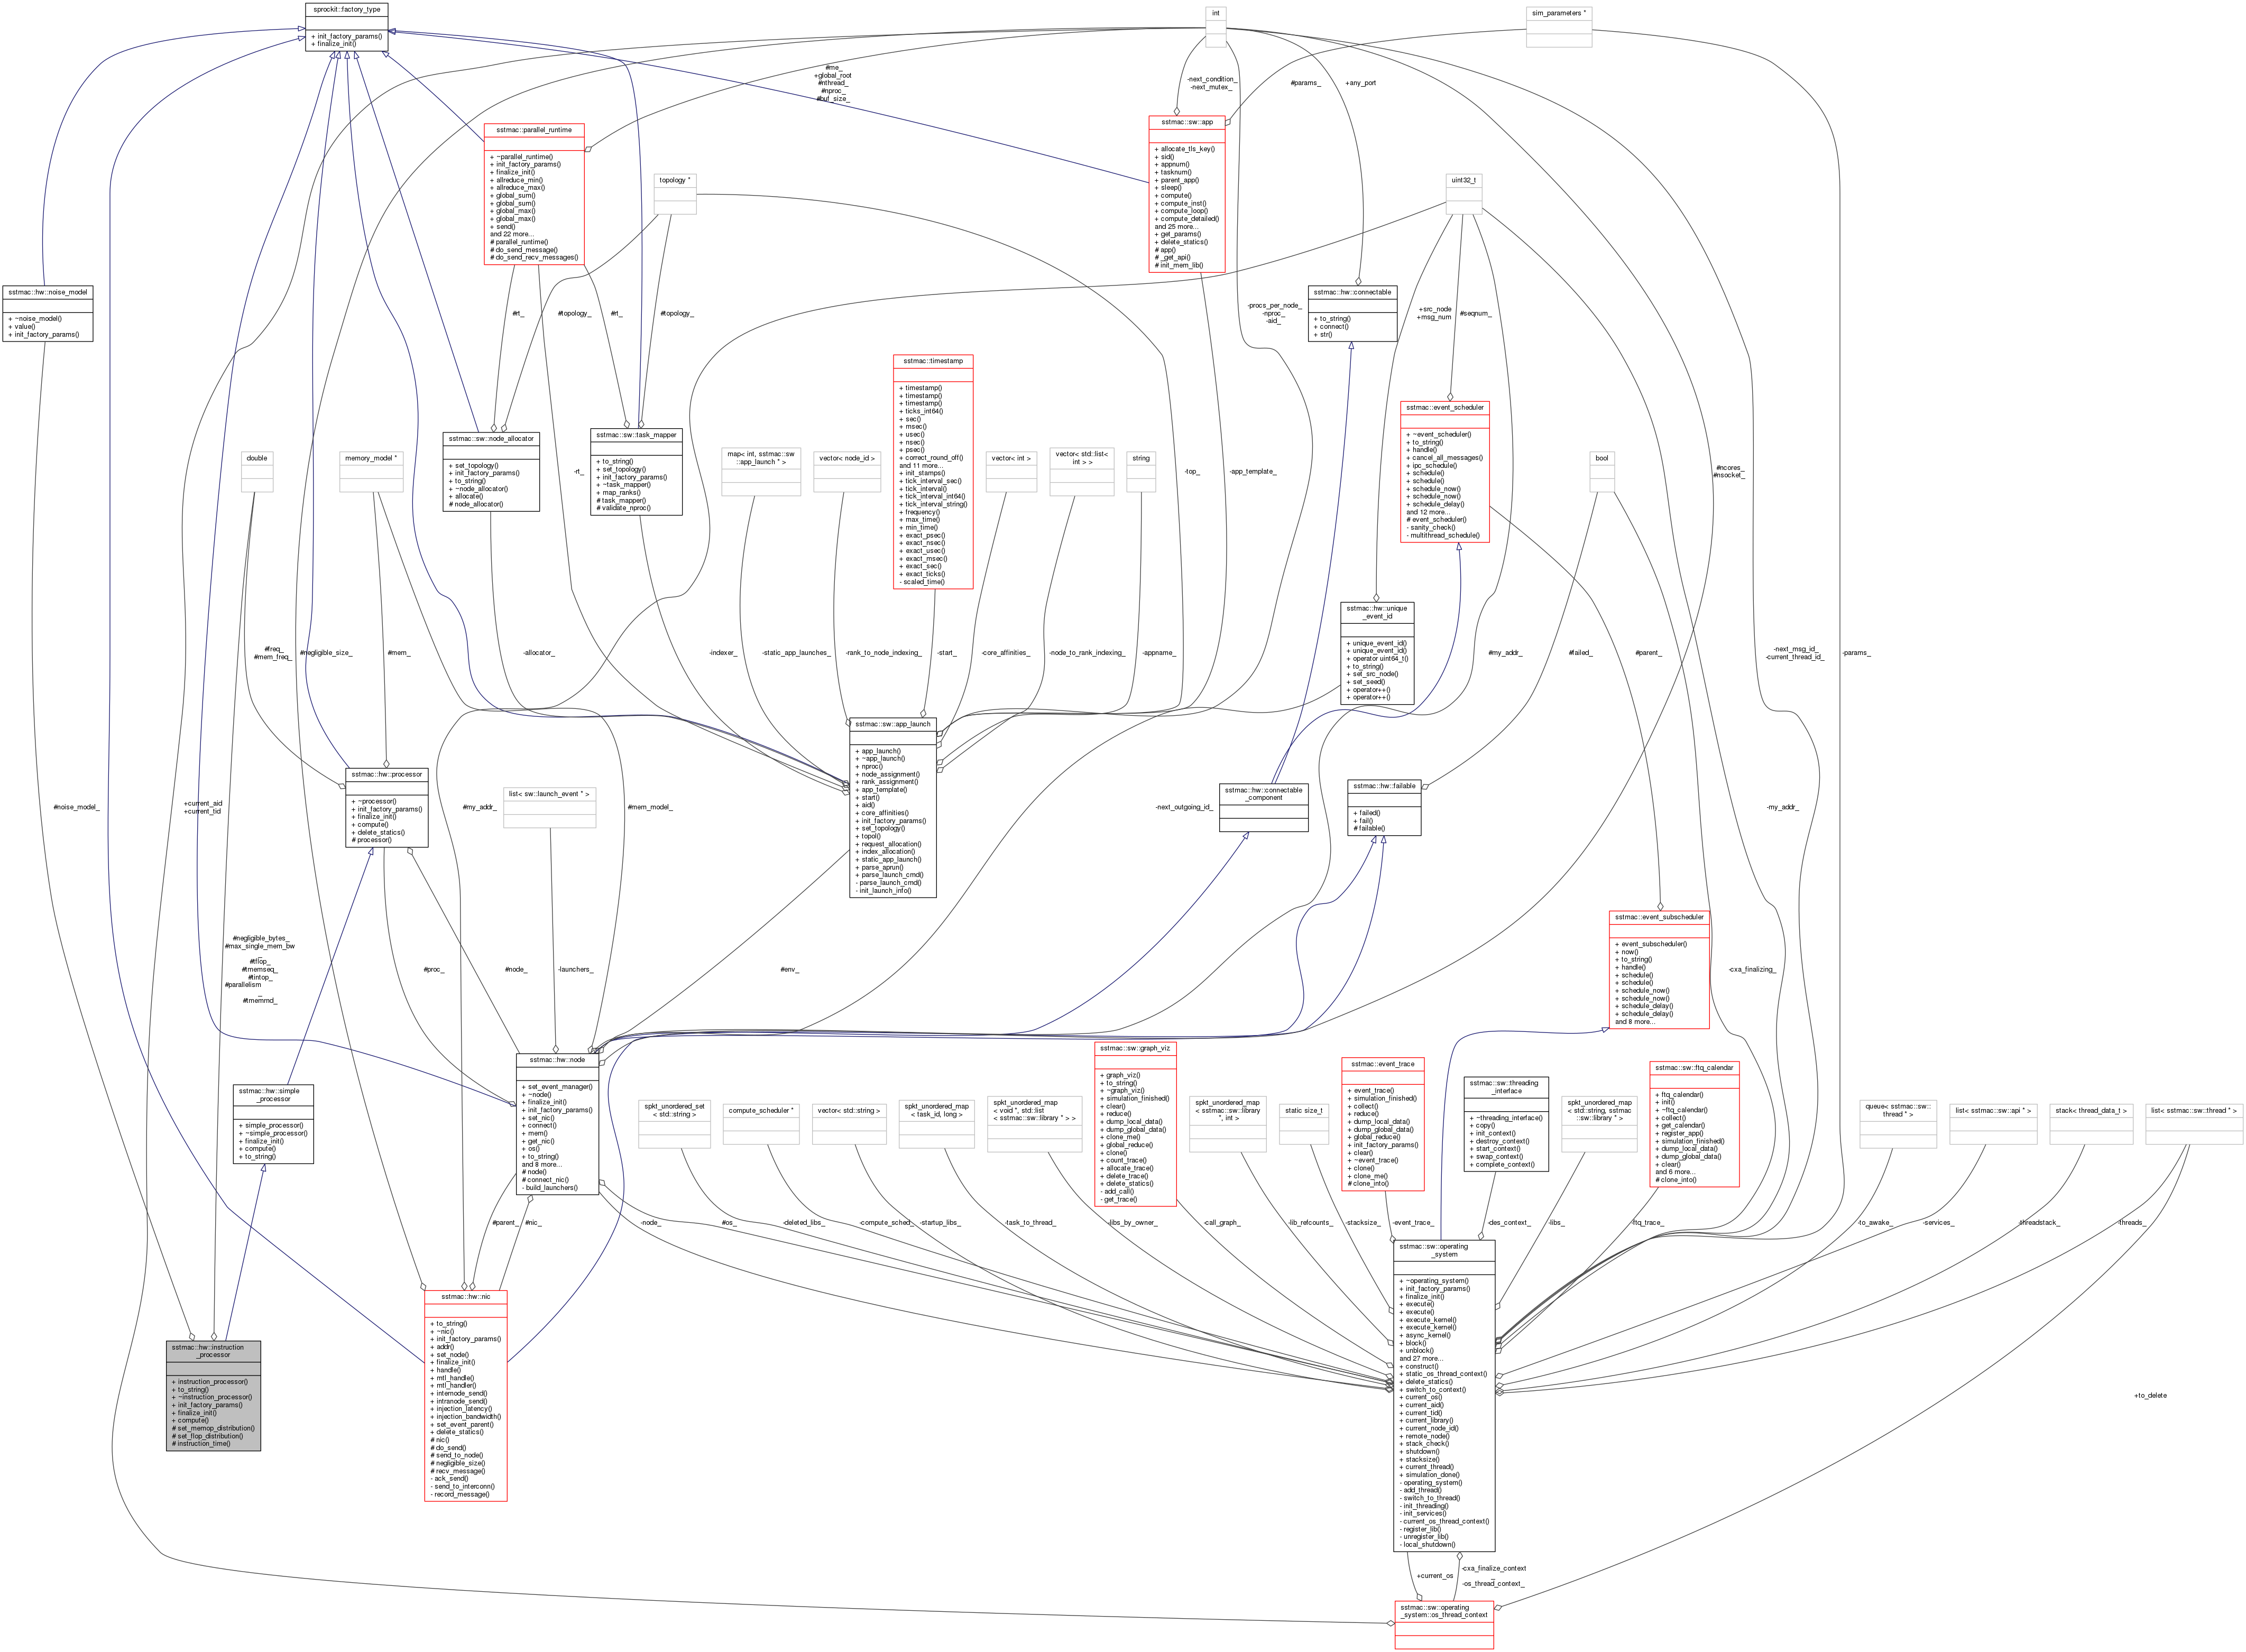 sprockit::factory_type
+ init_factory_params()
+ finalize_init()
int
sim_parameters *
#me_
+global_root
#nthread_
#nproc_
#buf_size_
-next_condition_
-next_mutex_
#params_
+any_port
sstmac::parallel_runtime
+ ~parallel_runtime()
+ init_factory_params()
+ finalize_init()
+ allreduce_min()
+ allreduce_max()
+ global_sum()
+ global_sum()
+ global_max()
+ global_max()
+ send()
and 22 more...
# parallel_runtime()
# do_send_message()
# do_send_recv_messages()
sstmac::sw::app
+ allocate_tls_key()
+ sid()
+ appnum()
+ tasknum()
+ parent_app()
+ sleep()
+ compute()
+ compute_inst()
+ compute_loop()
+ compute_detailed()
and 25 more...
+ get_params()
+ delete_statics()
# app()
# _get_api()
# init_mem_lib()
topology *
uint32_t
sstmac::hw::noise_model
+ ~noise_model()
+ value()
+ init_factory_params()
sstmac::hw::connectable
+ to_string()
+ connect()
+ str()
#rt_
#topology_
#rt_
#topology_
-procs_per_node_
-nproc_
-aid_
+src_node
+msg_num
#seqnum_
sstmac::timestamp
+ timestamp()
+ timestamp()
+ timestamp()
+ ticks_int64()
+ sec()
+ msec()
+ usec()
+ nsec()
+ psec()
+ correct_round_off()
and 11 more...
+ init_stamps()
+ tick_interval_sec()
+ tick_interval()
+ tick_interval_int64()
+ tick_interval_string()
+ frequency()
+ max_time()
+ min_time()
+ exact_psec()
+ exact_nsec()
+ exact_usec()
+ exact_msec()
+ exact_sec()
+ exact_ticks()
- scaled_time()
sstmac::event_scheduler
+ ~event_scheduler()
+ to_string()
+ handle()
+ cancel_all_messages()
+ ipc_schedule()
+ schedule()
+ schedule()
+ schedule_now()
+ schedule_now()
+ schedule_delay()
and 12 more...
# event_scheduler()
- sanity_check()
- multithread_schedule()
sstmac::sw::node_allocator
+ set_topology()
+ init_factory_params()
+ to_string()
+ ~node_allocator()
+ allocate()
# node_allocator()
sstmac::sw::task_mapper
+ to_string()
+ set_topology()
+ init_factory_params()
+ ~task_mapper()
+ map_ranks()
# task_mapper()
# validate_nproc()
double
memory_model *
map< int, sstmac::sw
::app_launch * >
vector< node_id >
vector< int >
vector< std::list<
int > >
string
bool
-rt_
-top_
-app_template_
#ncores_
#nsocket_
sstmac::hw::unique
_event_id
+ unique_event_id()
+ unique_event_id()
+ operator uint64_t()
+ to_string()
+ set_src_node()
+ set_seed()
+ operator++()
+ operator++()
#freq_
#mem_freq_
#negligible_size_
#mem_
-allocator_
-indexer_
-static_app_launches_
-rank_to_node_indexing_
-start_
-core_affinities_
-node_to_rank_indexing_
-appname_
#my_addr_
#failed_
#parent_
-next_msg_id_
-current_thread_id_
-params_
sstmac::sw::app_launch
+ app_launch()
+ ~app_launch()
+ nproc()
+ node_assignment()
+ rank_assignment()
+ app_template()
+ start()
+ aid()
+ core_affinities()
+ init_factory_params()
+ set_topology()
+ topol()
+ request_allocation()
+ index_allocation()
+ static_app_launch()
+ parse_aprun()
+ parse_launch_cmd()
- parse_launch_cmd()
- init_launch_info()
sstmac::hw::processor
+ ~processor()
+ init_factory_params()
+ finalize_init()
+ compute()
+ delete_statics()
# processor()
list< sw::launch_event * >
sstmac::hw::connectable
_component
sstmac::hw::failable
+ failed()
+ fail()
# failable()
#noise_model_
+current_aid
+current_tid
#my_addr_
#mem_model_
-next_outgoing_id_
-my_addr_
sstmac::event_subscheduler
+ event_subscheduler()
+ now()
+ to_string()
+ handle()
+ schedule()
+ schedule()
+ schedule_now()
+ schedule_now()
+ schedule_delay()
+ schedule_delay()
and 8 more...
#negligible_bytes_
#max_single_mem_bw
_
#tflop_
#tmemseq_
#tintop_
#parallelism
_
#tmemrnd_
#proc_
#node_
-launchers_
#env_
-cxa_finalizing_
sstmac::hw::node
+ set_event_manager()
+ ~node()
+ finalize_init()
+ init_factory_params()
+ set_nic()
+ connect()
+ mem()
+ get_nic()
+ os()
+ to_string()
and 8 more...
# node()
# connect_nic()
- build_launchers()
sstmac::hw::simple
_processor
+ simple_processor()
+ ~simple_processor()
+ finalize_init()
+ compute()
+ to_string()
spkt_unordered_set
< std::string >
compute_scheduler *
vector< std::string >
spkt_unordered_map
< task_id, long >
spkt_unordered_map
< void *, std::list
< sstmac::sw::library * > >
sstmac::sw::graph_viz
+ graph_viz()
+ to_string()
+ ~graph_viz()
+ simulation_finished()
+ clear()
+ reduce()
+ dump_local_data()
+ dump_global_data()
+ clone_me()
+ global_reduce()
+ clone()
+ count_trace()
+ allocate_trace()
+ delete_trace()
+ delete_statics()
- add_call()
- get_trace()
spkt_unordered_map
< sstmac::sw::library
*, int >
static size_t
sstmac::event_trace
+ event_trace()
+ simulation_finished()
+ collect()
+ reduce()
+ dump_local_data()
+ dump_global_data()
+ global_reduce()
+ init_factory_params()
+ clear()
+ ~event_trace()
+ clone()
+ clone_me()
# clone_into()
sstmac::sw::threading
_interface
+ ~threading_interface()
+ copy()
+ init_context()
+ destroy_context()
+ start_context()
+ swap_context()
+ complete_context()
spkt_unordered_map
< std::string, sstmac
::sw::library * >
sstmac::sw::ftq_calendar
+ ftq_calendar()
+ init()
+ ~ftq_calendar()
+ collect()
+ get_calendar()
+ register_app()
+ simulation_finished()
+ dump_local_data()
+ dump_global_data()
+ clear()
and 6 more...
# clone_into()
queue< sstmac::sw::
thread * >
list< sstmac::sw::api * >
stack< thread_data_t >
list< sstmac::sw::thread * >
#parent_
#nic_
-node_
#os_
-deleted_libs_
-compute_sched_
-startup_libs_
-task_to_thread_
-libs_by_owner_
-call_graph_
-lib_refcounts_
-stacksize_
-event_trace_
-des_context_
-libs_
-ftq_trace_
-to_awake_
-services_
-threadstack_
-threads_
sstmac::hw::nic
+ to_string()
+ ~nic()
+ init_factory_params()
+ addr()
+ set_node()
+ finalize_init()
+ handle()
+ mtl_handle()
+ mtl_handler()
+ internode_send()
+ intranode_send()
+ injection_latency()
+ injection_bandwidth()
+ set_event_parent()
+ delete_statics()
# nic()
# do_send()
# send_to_node()
# negligible_size()
# recv_message()
- ack_send()
- send_to_interconn()
- record_message()
sstmac::hw::instruction
_processor
+ instruction_processor()
+ to_string()
+ ~instruction_processor()
+ init_factory_params()
+ finalize_init()
+ compute()
# set_memop_distribution()
# set_flop_distribution()
# instruction_time()
sstmac::sw::operating
_system
+ ~operating_system()
+ init_factory_params()
+ finalize_init()
+ execute()
+ execute()
+ execute_kernel()
+ execute_kernel()
+ async_kernel()
+ block()
+ unblock()
and 27 more...
+ construct()
+ static_os_thread_context()
+ delete_statics()
+ switch_to_context()
+ current_os()
+ current_aid()
+ current_tid()
+ current_library()
+ current_node_id()
+ remote_node()
+ stack_check()
+ shutdown()
+ stacksize()
+ current_thread()
+ simulation_done()
- operating_system()
- add_thread()
- switch_to_thread()
- init_threading()
- init_services()
- current_os_thread_context()
- register_lib()
- unregister_lib()
- local_shutdown()
+to_delete
+current_os
-cxa_finalize_context
_
-os_thread_context_
sstmac::sw::operating
_system::os_thread_context